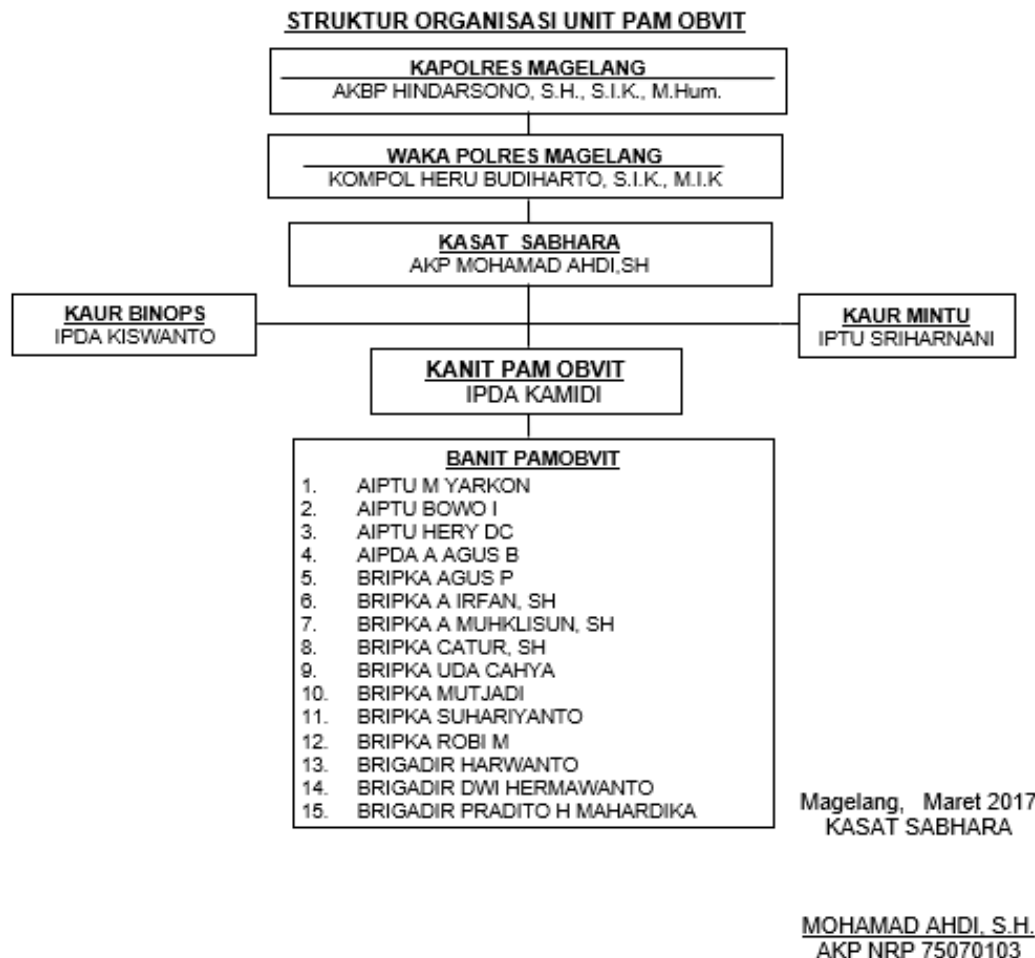 STRUKTUR ORGANISASI UNIT PAM OBVIT
KAPOLRES MAGELANG
AKBP HINDARSONO, S.H., S.I.K., M.Hum.
WAKA POLRES MAGELANG
KOMPOL HERU BUDIHARTO, S.I.K., M.I.K
KASAT SABHARA
AKP MOHAMAD AHDI,SH
KAUR BINOPS
IPDA KISWANTO
KAUR MINTU
IPTU SRIHARNANI
KANIT PAM OBVIT
IPDA KAMIDI
BANIT PAMOBVIT
1. AIPTU M YARKON
2. AIPTU BOWO I
3. AIPTU HERY DC
4. AIPDA A AGUS B
5. BRIPKA AGUS P
6. BRIPKA A IRFAN, SH
7. BRIPKA A MUHKLISUN, SH
8. BRIPKA CATUR, SH
9. BRIPKA UDA CAHYA
10. BRIPKA MUTJADI
11. BRIPKA SUHARIYANTO
12. BRIPKA ROBI M
13. BRIGADIR HARWANTO
14. BRIGADIR DWI HERMAWANTO
15. BRIGADIR PRADITO H MAHARDIKA
Magelang, Maret 2017
KASAT SABHARA
MOHAMAD AHDI, S.H.
AKP NRP 75070103